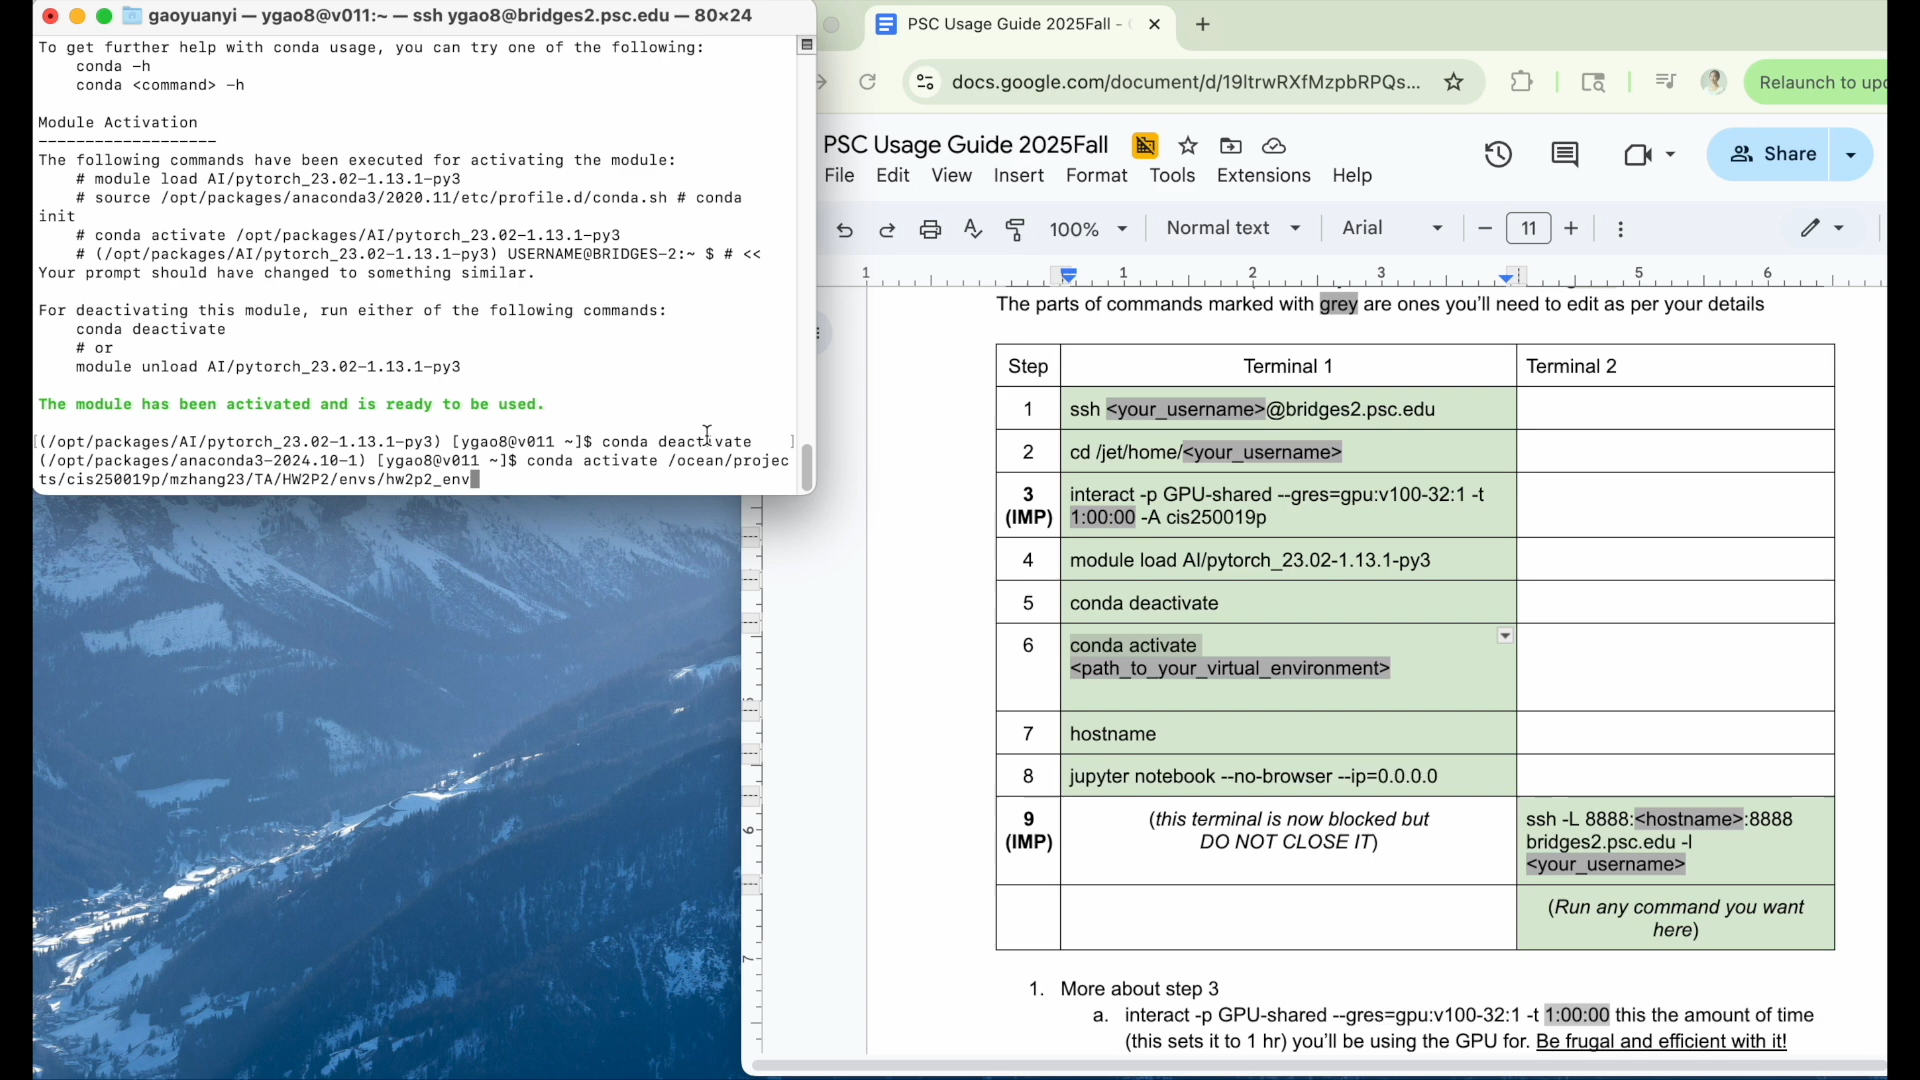 gaoyuanyi — ygao8@v011:~ — ssh ygao8@bridges2.psc.edu — 80×24
To get further help with conda usage, you can try one of the following:
conda -h
conda <command> -h
Module Activation
-------------------
The following commands have been executed for activating the module:
# module load AI/pytorch_23.02-1.13.1-py3
# source /opt/packages/anaconda3/2020.11/etc/profile.d/conda.sh # conda
init
# conda activate /opt/packages/AI/pytorch_23.02-1.13.1-py3
# (/opt/packages/AI/pytorch_23.02-1.13.1-py3) USERNAME@BRIDGES-2:~ $ # <<
Your prompt should have changed to something similar.
For deactivating this module, run either of the following commands:
conda deactivate
# or
module unload AI/pytorch_23.02-1.13.1-py3
The module has been activated and is ready to be used.
[(/opt/packages/AI/pytorch_23.02-1.13.1-py3) [ygao8@v011 ~]$ conda deactivate ]
(/opt/packages/anaconda3-2024.10-1) [ygao8@v011 ~]$ conda activate /ocean/projec
ts/cis250019p/mzhang23/TA/HW2P2/envs/hw2p2_env
PSC Usage Guide 2025Fall -
docs.google.com/document/d/19ltrwRXfMzpbRPQs...
Relaunch to upd
PSC Usage Guide 2025Fall
Share
File Edit View Insert Format Tools Extensions Help
100% Normal text Arial 11
1 1 2 3 5 6
The parts of commands marked with grey are ones you'll need to edit as per your details
Step Terminal 1 Terminal 2
1 ssh <your_username>@bridges2.psc.edu
2 cd /jet/home/<your_username>
3 interact -p GPU-shared --gres=gpu:v100-32:1 -t
(IMP) 1:00:00 -A cis250019p
4 module load AI/pytorch_23.02-1.13.1-py3
5 conda deactivate
6 conda activate
<path_to_your_virtual_environment>
7 hostname
8 jupyter notebook --no-browser --ip=0.0.0.0
9 (this terminal is now blocked but ssh -L 8888:<hostname>:8888
(IMP) DO NOT CLOSE IT) bridges2.psc.edu -l
<your_username>
(Run any command you want
here)
6
7
1. More about step 3
a. interact -p GPU-shared --gres=gpu:v100-32:1 -t 1:00:00 this the amount of time
(this sets it to 1 hr) you'll be using the GPU for. Be frugal and efficient with it!